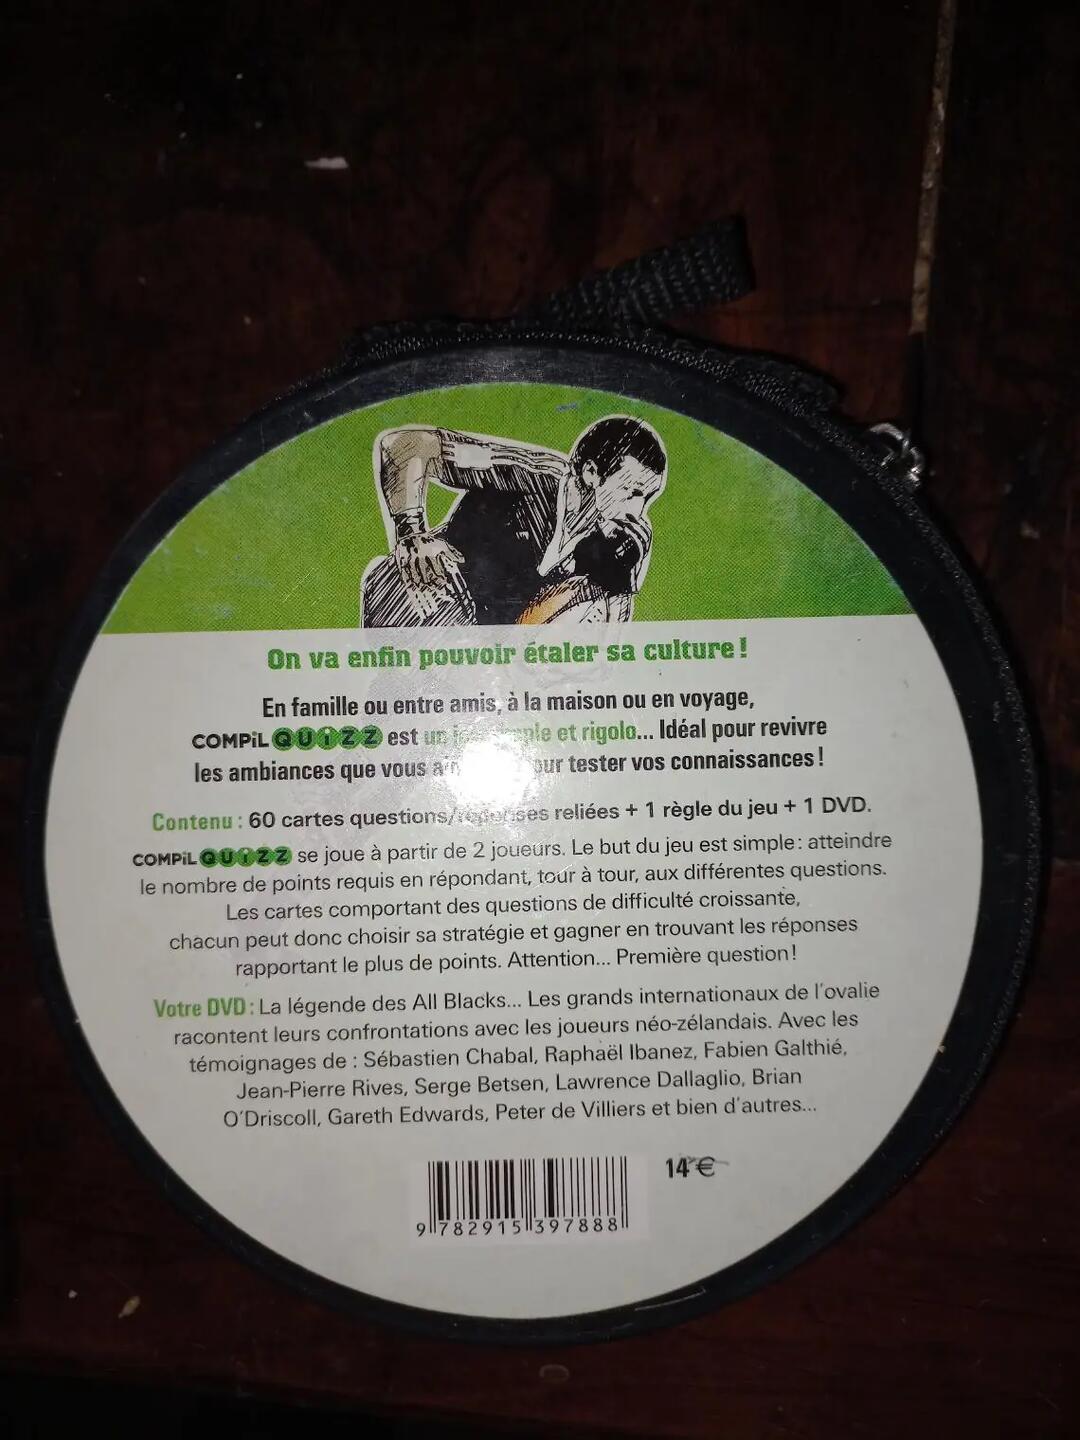 On va enfin pouvoir étaler sa culture !
En famille ou entre amis, à la maison ou en voyage,
COMPiL QUiZZ est un et rigolo... Idéal pour revivre
les ambiances que vous pour tester vos connaissances !
Contenu : 60 cartes questions/réponses reliées + 1 règle du jeu + 1 DVD.
COMPiL QUiZZ se joue à partir de 2 joueurs. Le but du jeu est simple : atteindre
le nombre de points requis en répondant, tour à tour, aux différentes questions.
Les cartes comportant des questions de difficulté croissante,
chacun peut donc choisir sa stratégie et gagner en trouvant les réponses
rapportant le plus de points. Attention... Première question !
Votre DVD : La légende des All Blacks... Les grands internationaux de l'ovalie
racontent leurs confrontations avec les joueurs néo-zélandais. Avec les
témoignages de : Sébastien Chabal, Raphaël Ibanez, Fabien Galthié,
Jean-Pierre Rives, Serge Betsen, Lawrence Dallaglio, Brian
O'Driscoll, Gareth Edwards, Peter de Villiers et bien d'autres...
14 €
9 782915 397888